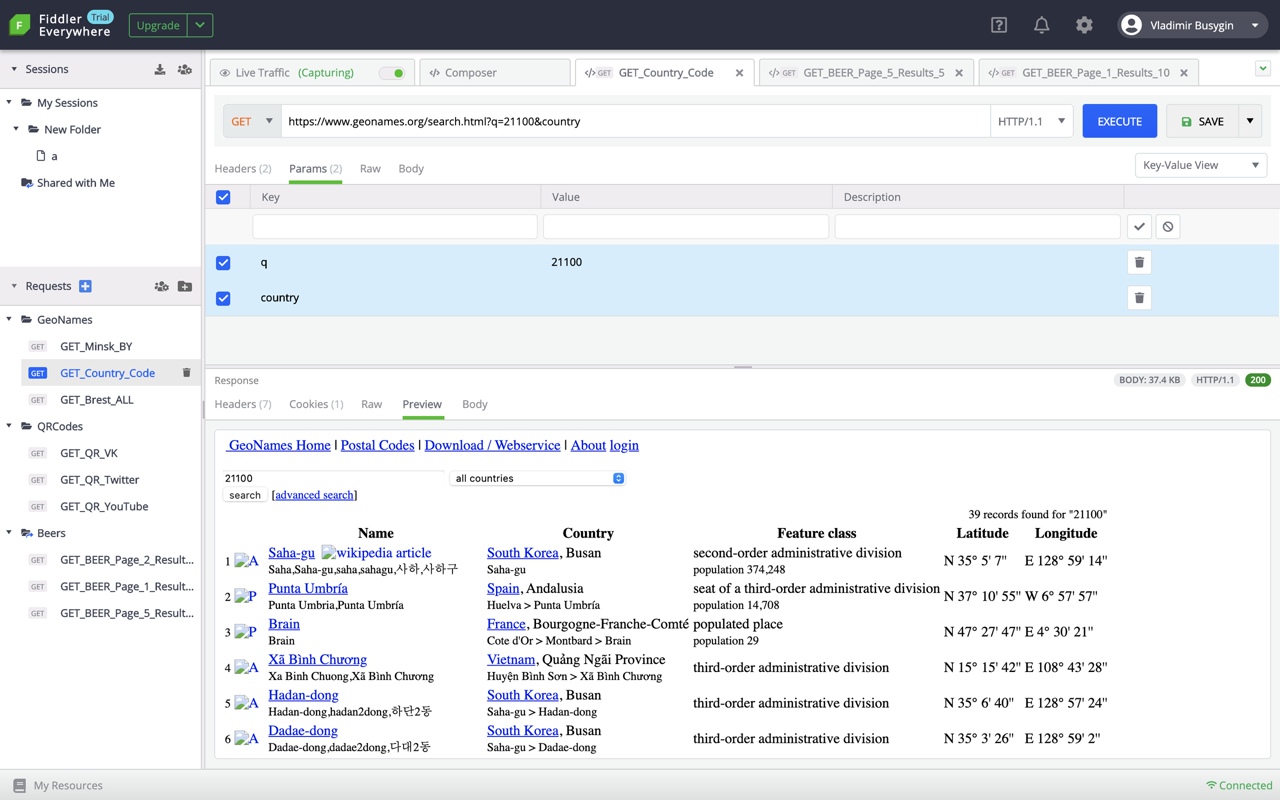 Fiddler Trial
Everywhere
Upgrade
Vladimir Busygin
Sessions
My Sessions
New Folder
a
Shared with Me
Requests
GeoNames
GET GET_Minsk_BY
GET GET_Country_Code
GET GET_Brest_ALL
QRCodes
GET GET_QR_VK
GET GET_QR_Twitter
GET GET_QR_YouTube
Beers
GET GET_BEER_Page_2_Result...
GET GET_BEER_Page_1_Result...
GET GET_BEER_Page_5_Result...
Live Traffic (Capturing)
</> Composer
</> GET GET_Country_Code
</> GET GET_BEER_Page_5_Results_5
</> GET GET_BEER_Page_1_Results_10
GET https://www.geonames.org/search.html?q=21100&country HTTP/1.1 EXECUTE SAVE
Headers (2) Params (2) Raw Body Key-Value View
Key Value Description
q 21100
country
Response BODY: 37.4 KB HTTP/1.1 200
Headers (7) Cookies (1) Raw Preview Body
GeoNames Home | Postal Codes | Download / Webservice | About login
21100 all countries
search [advanced search]
39 records found for "21100"
Name Country Feature class Latitude Longitude
1 A Saha-gu wikipedia article South Korea, Busan second-order administrative division N 35° 5' 7'' E 128° 59' 14''
Saha,Saha-gu,saha,sahagu,사하,사하구 Saha-gu population 374,248
2 P Punta Umbría Spain, Andalusia seat of a third-order administrative division N 37° 10' 55'' W 6° 57' 57''
Punta Umbria,Punta Umbría Huelva > Punta Umbría population 14,708
3 P Brain France, Bourgogne-Franche-Comté populated place N 47° 27' 47'' E 4° 30' 21''
Brain Cote d'Or > Montbard > Brain population 29
4 A Xã Bình Chương Vietnam, Quảng Ngãi Province third-order administrative division N 15° 15' 42'' E 108° 43' 28''
Xa Binh Chuong,Xã Bình Chương Huyện Bình Sơn > Xã Bình Chương
5 A Hadan-dong South Korea, Busan third-order administrative division N 35° 6' 40'' E 128° 57' 24''
Hadan-dong,hadan2dong,하단2동 Saha-gu > Hadan-dong
6 A Dadae-dong South Korea, Busan third-order administrative division N 35° 3' 26'' E 128° 59' 2''
Dadae-dong,dadae2dong,다대2동 Saha-gu > Dadae-dong
My Resources
Connected